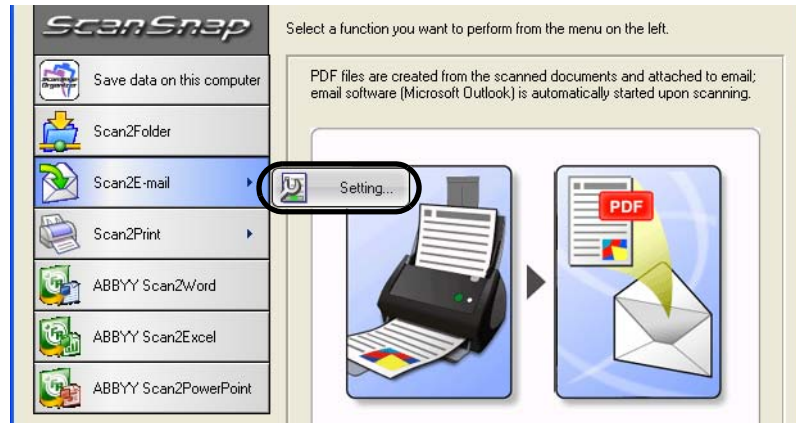 ScanSnap
Select a function you want to perform from the menu on the left.
Save data on this computer
PDF files are created from the scanned documents and attached to email;
email software (Microsoft Outlook) is automatically started upon scanning.
Scan2Folder
Scan2E-mail
Setting...
Scan2Print
ABBYY Scan2Word
ABBYY Scan2Excel
ABBYY Scan2PowerPoint
PDF